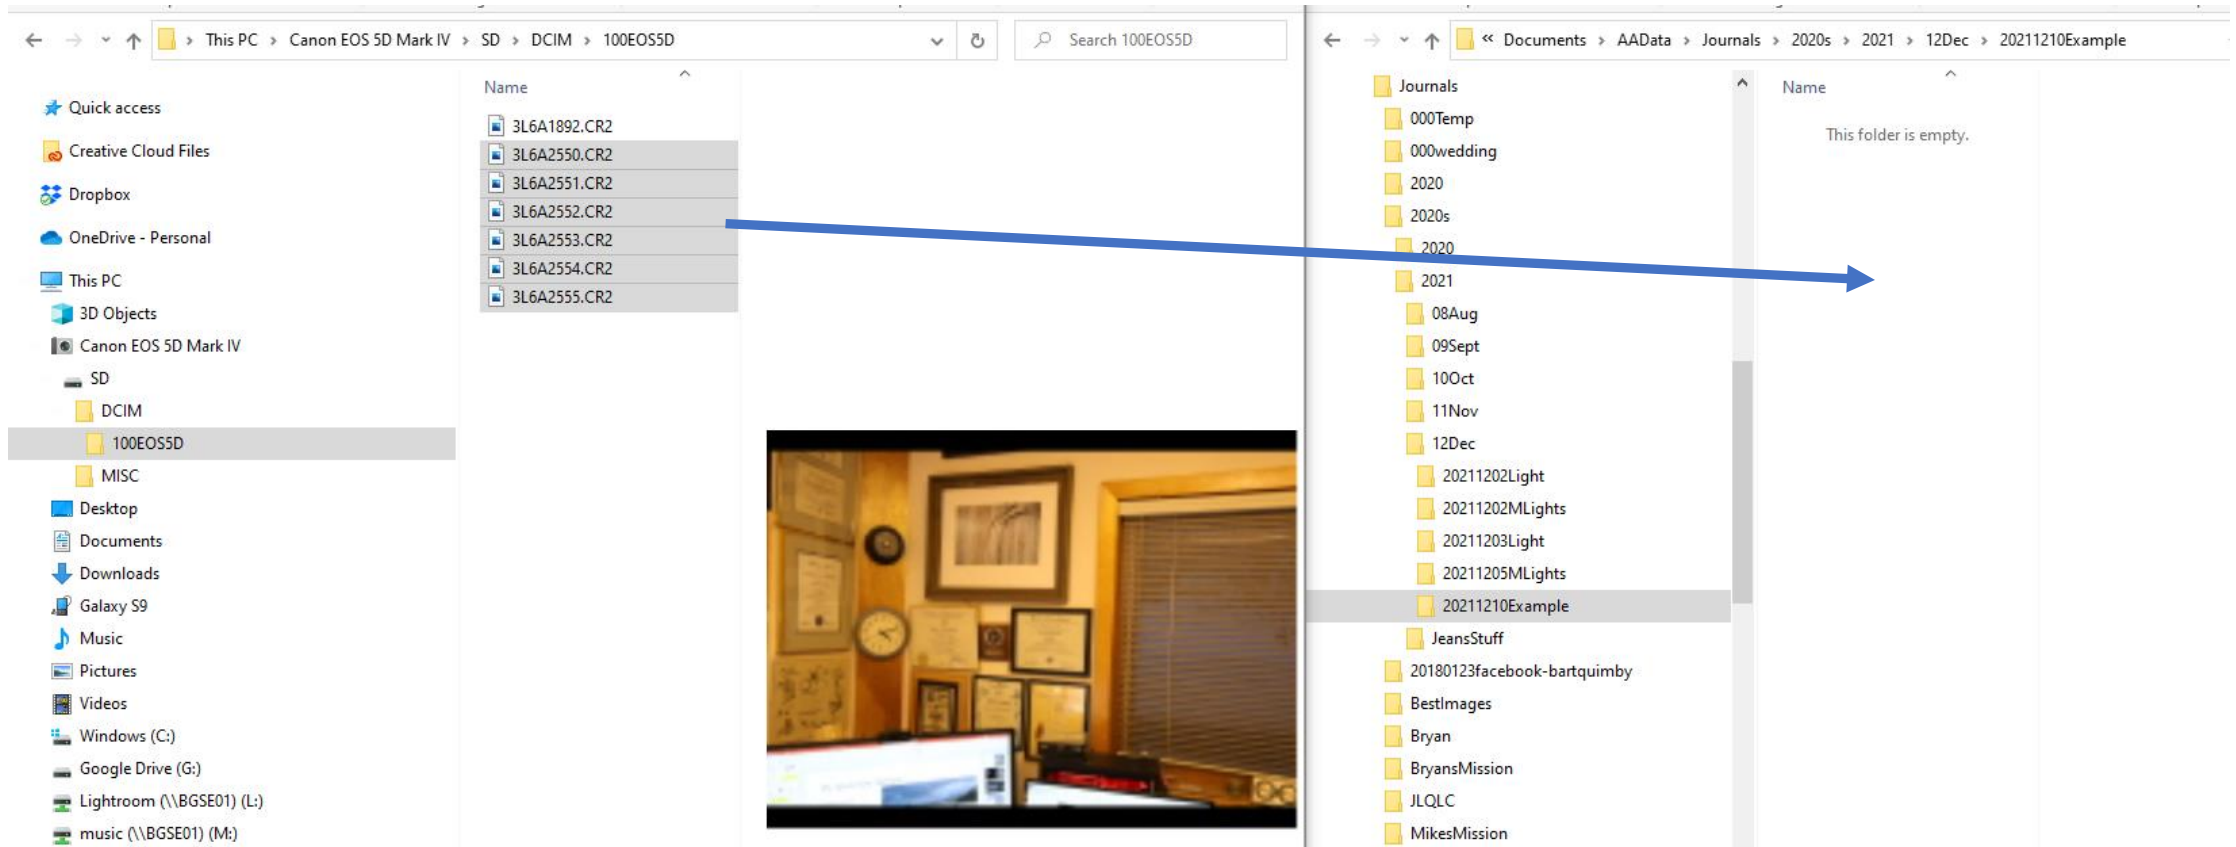 This PC > Canon EOS 5D Mark IV > SD > DCIM > 100EOS5D
Search 100EOS5D
Quick access
Creative Cloud Files
Dropbox
OneDrive - Personal
This PC
3D Objects
Canon EOS 5D Mark IV
SD
DCIM
100EOS5D
MISC
Desktop
Documents
Downloads
Galaxy S9
Music
Pictures
Videos
Windows (C:)
Google Drive (G:)
Lightroom (\\BGSE01) (L:)
music (\\BGSE01) (M:)
Name
3L6A1892.CR2
3L6A2550.CR2
3L6A2551.CR2
3L6A2552.CR2
3L6A2553.CR2
3L6A2554.CR2
3L6A2555.CR2
« Documents > AAData > Journals > 2020s > 2021 > 12Dec > 20211210Example
Journals
000Temp
000wedding
2020
2020s
2020
2021
08Aug
09Sept
10Oct
11Nov
12Dec
20211202Light
20211202MLights
20211203Light
20211205MLights
20211210Example
JeansStuff
20180123facebook-bartquimby
BestImages
Bryan
BryansMission
JLQLC
MikesMission
Name
This folder is empty.